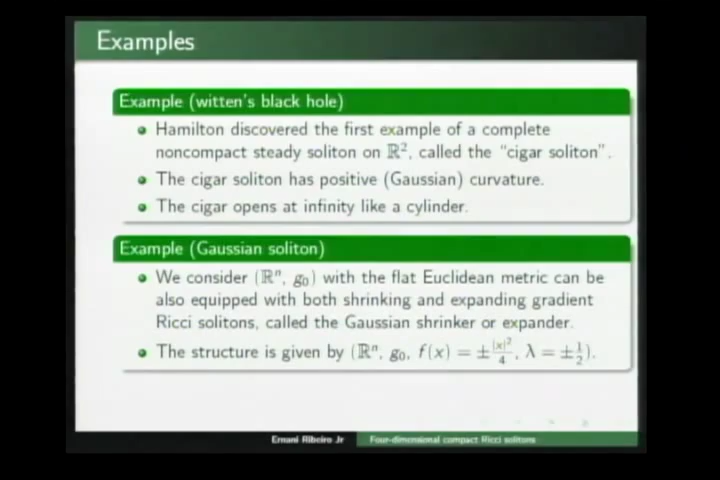 Examples
Example (witten's black hole)
Hamilton discovered the first example of a complete
noncompact steady soliton on ℝ², called the "cigar soliton".
The cigar soliton has positive (Gaussian) curvature.
The cigar opens at infinity like a cylinder.
Example (Gaussian soliton)
We consider (ℝⁿ, g₀) with the flat Euclidean metric can be
also equipped with both shrinking and expanding gradient
Ricci solitons, called the Gaussian shrinker or expander.
The structure is given by (ℝⁿ, g₀, f(x) = ±|x|²/4, λ = ±1/2).
Ernani Ribeiro Jr Four-dimensional compact Ricci solitons